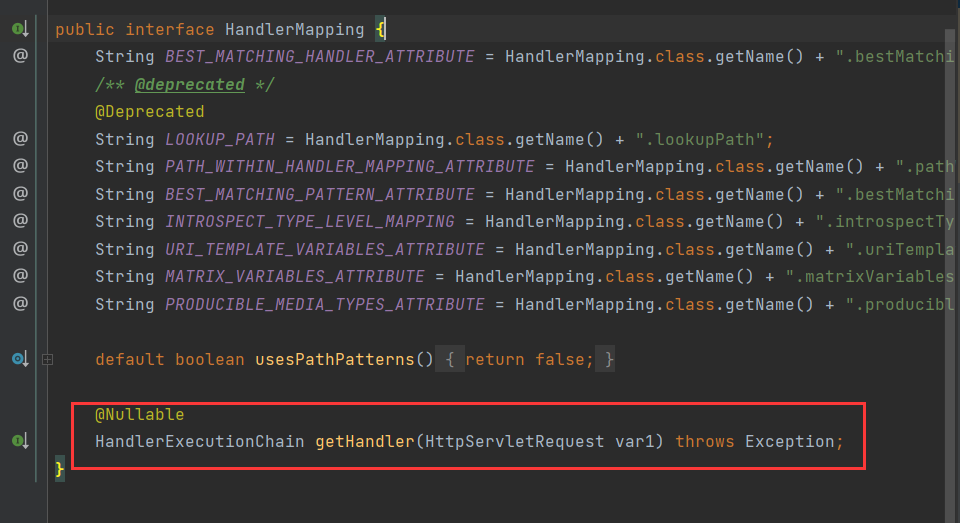 public interface HandlerMapping {
String BEST_MATCHING_HANDLER_ATTRIBUTE = HandlerMapping.class.getName() + ".bestMatchi
/** @deprecated */
@Deprecated
String LOOKUP_PATH = HandlerMapping.class.getName() + ".lookupPath";
String PATH_WITHIN_HANDLER_MAPPING_ATTRIBUTE = HandlerMapping.class.getName() + ".path
String BEST_MATCHING_PATTERN_ATTRIBUTE = HandlerMapping.class.getName() + ".bestMatchi
String INTROSPECT_TYPE_LEVEL_MAPPING = HandlerMapping.class.getName() + ".introspectTy
String URI_TEMPLATE_VARIABLES_ATTRIBUTE = HandlerMapping.class.getName() + ".uriTempla
String MATRIX_VARIABLES_ATTRIBUTE = HandlerMapping.class.getName() + ".matrixVariables
String PRODUCIBLE_MEDIA_TYPES_ATTRIBUTE = HandlerMapping.class.getName() + ".producibl
default boolean usesPathPatterns() { return false; }
@Nullable
HandlerExecutionChain getHandler(HttpServletRequest var1) throws Exception;
}